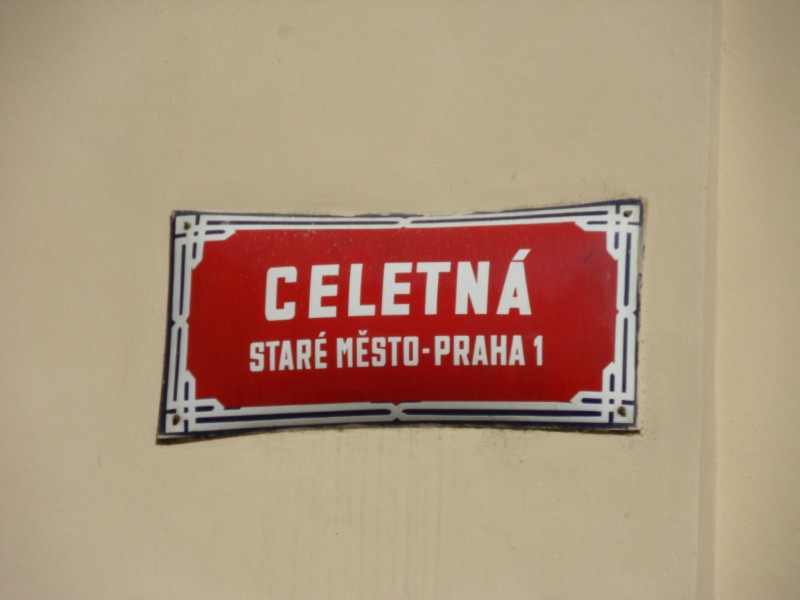 CELETNÁ
STARÉ MĚSTO-PRAHA 1